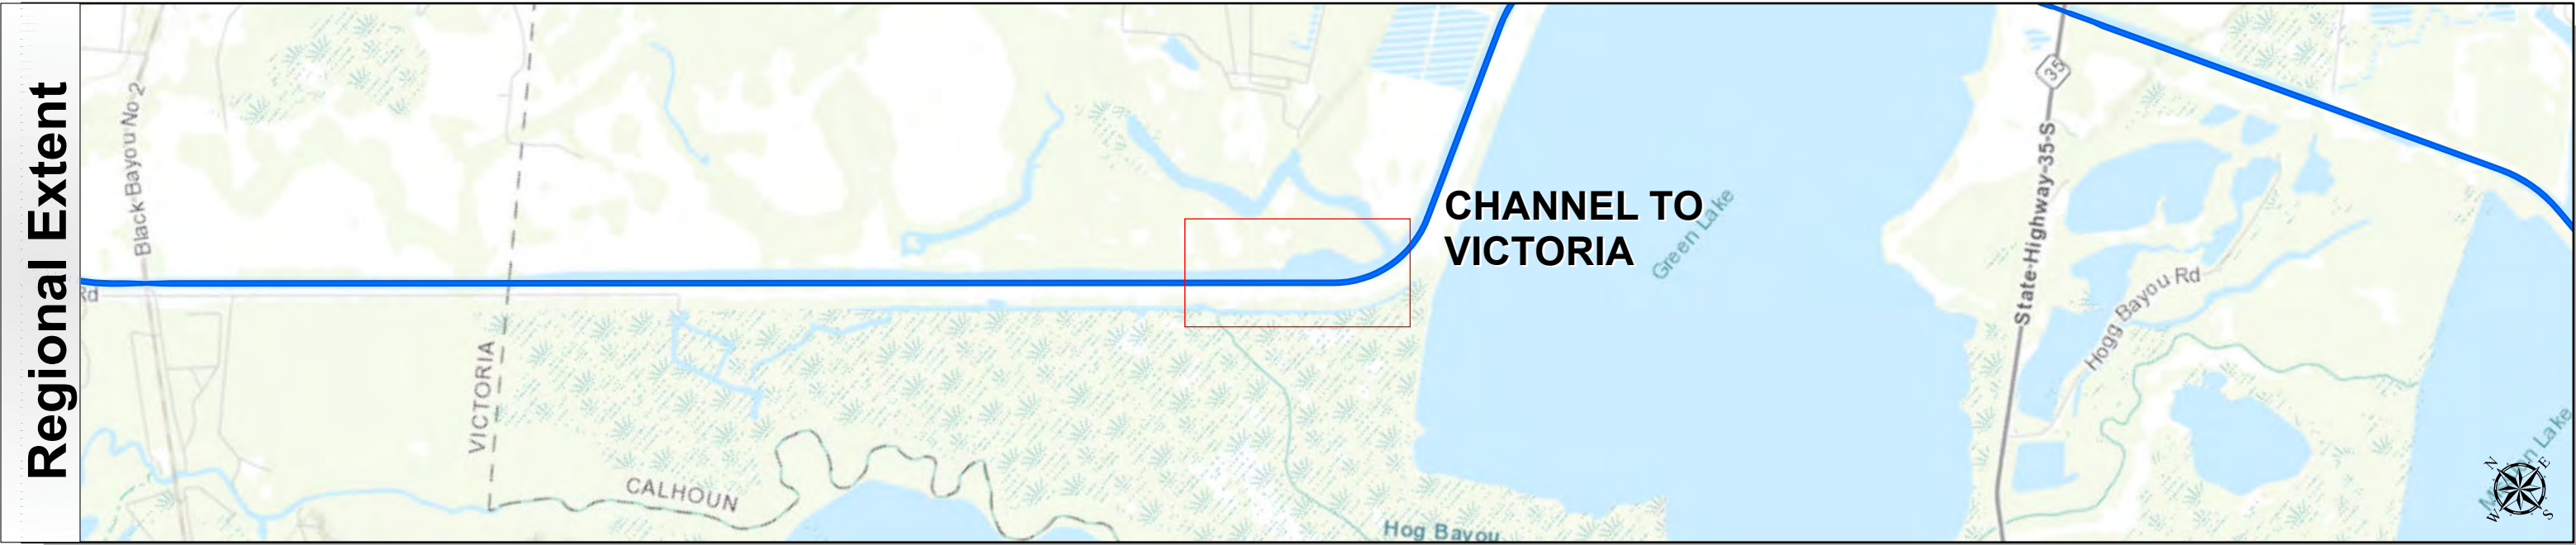 Regional Extent
Black Bayou No 2
Rd
VICTORIA
CALHOUN
CHANNEL TO
VICTORIA
Green Lake
Hog Bayou
35
State Highway 35 S
Hogg Bayou Rd
Lake
N
E
W
S